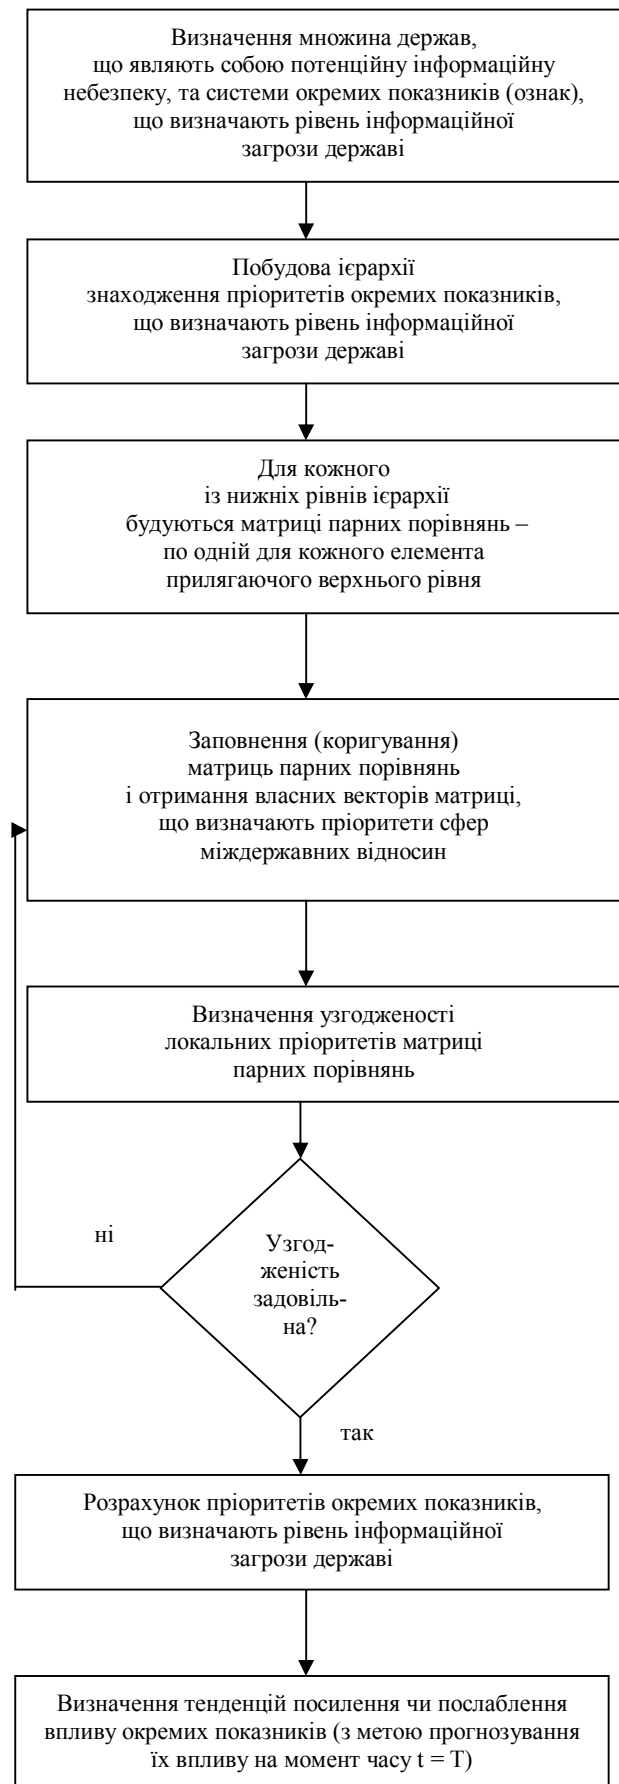 Визначення множина держав,
що являють собою потенційну інформаційну
небезпеку, та системи окремих показників (ознак),
що визначають рівень інформаційної
загрози державі
Побудова ієрархії
знаходження пріоритетів окремих показників,
що визначають рівень інформаційної
загрози державі
Для кожного
із нижніх рівнів ієрархії
будуються матриці парних порівнянь –
по одній для кожного елемента
прилягаючого верхнього рівня
Заповнення (коригування)
матриць парних порівнянь
і отримання власних векторів матриці,
що визначають пріоритети сфер
міждержавних відносин
Визначення узгодженості
локальних пріоритетів матриці
парних порівнянь
ні
Узгод-
женість
задовіль-
на?
так
Розрахунок пріоритетів окремих показників,
що визначають рівень інформаційної
загрози державі
Визначення тенденцій посилення чи послаблення
впливу окремих показників (з метою прогнозування
їх впливу на момент часу t = T)